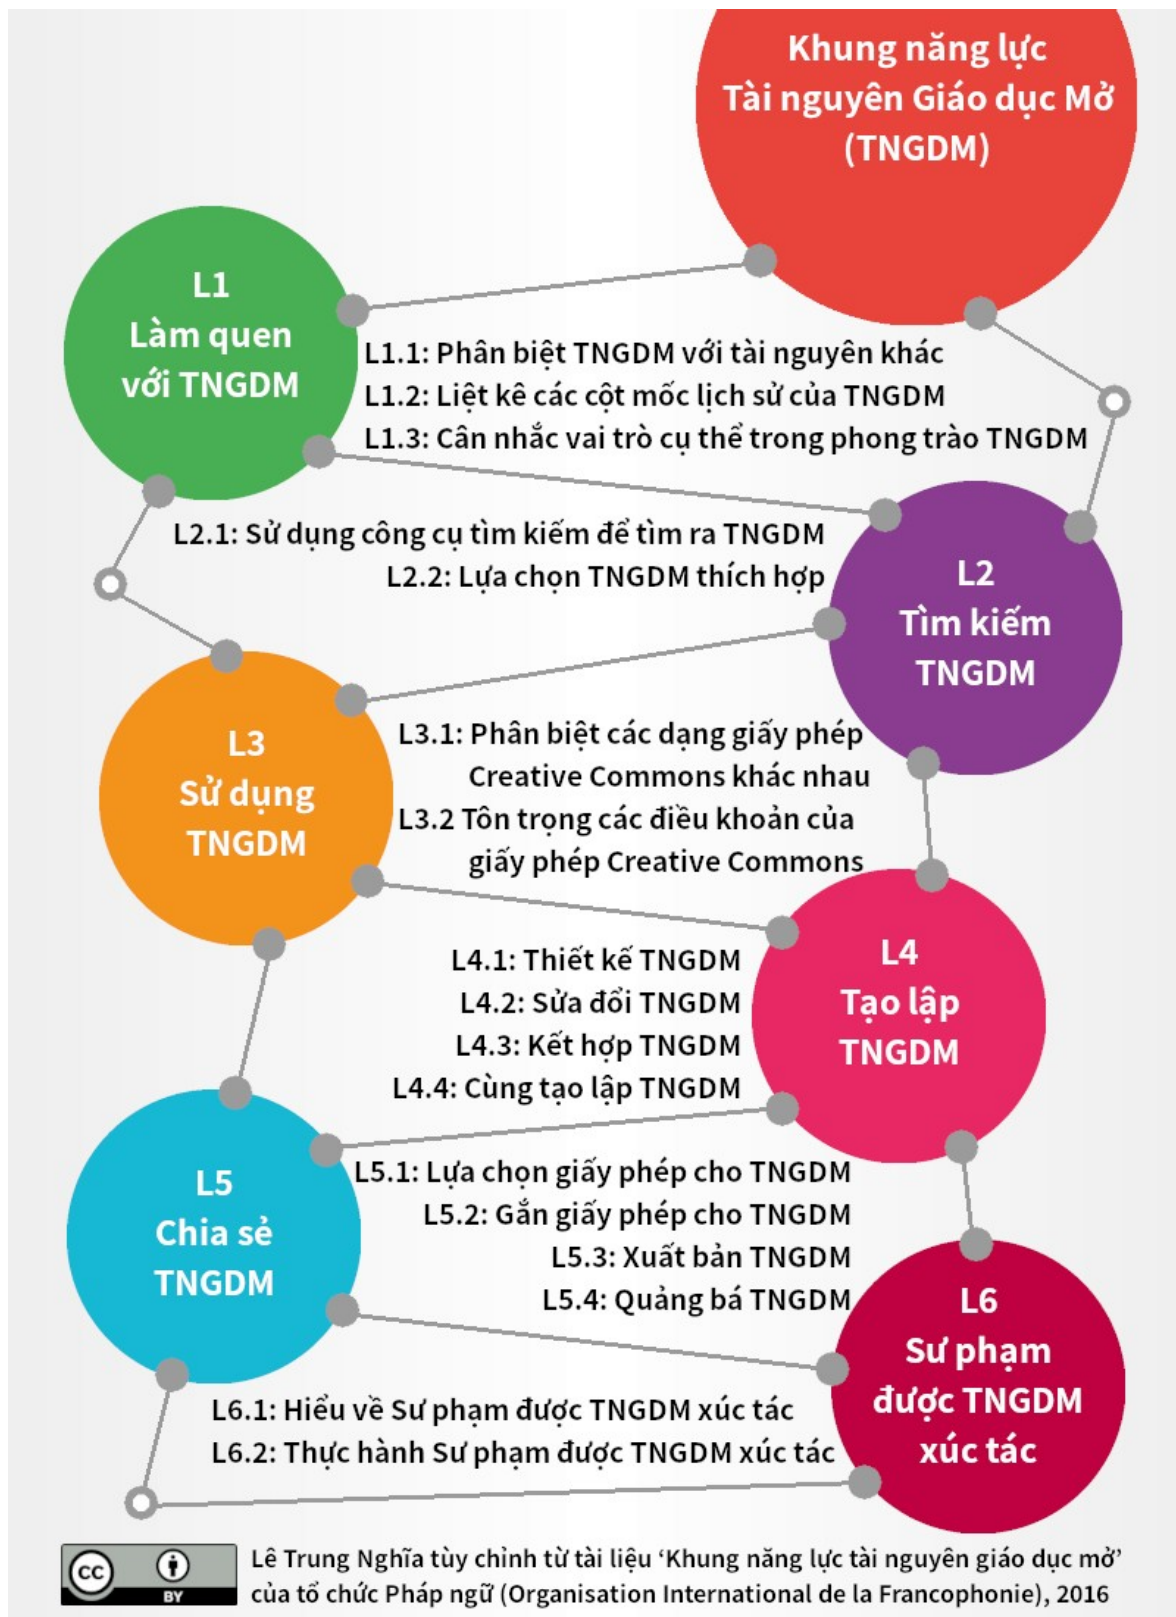 Khung năng lực
Tài nguyên Giáo dục Mở
(TNGDM)
L1
Làm quen
với TNGDM
L1.1: Phân biệt TNGDM với tài nguyên khác
L1.2: Liệt kê các cột mốc lịch sử của TNGDM
L1.3: Cân nhắc vai trò cụ thể trong phong trào TNGDM
L2.1: Sử dụng công cụ tìm kiếm để tìm ra TNGDM
L2.2: Lựa chọn TNGDM thích hợp
L2
Tìm kiếm
TNGDM
L3
Sử dụng
TNGDM
L3.1: Phân biệt các dạng giấy phép
Creative Commons khác nhau
L3.2 Tôn trọng các điều khoản của
giấy phép Creative Commons
L4.1: Thiết kế TNGDM
L4.2: Sửa đổi TNGDM
L4.3: Kết hợp TNGDM
L4.4: Cùng tạo lập TNGDM
L4
Tạo lập
TNGDM
L5
Chia sẻ
TNGDM
L5.1: Lựa chọn giấy phép cho TNGDM
L5.2: Gắn giấy phép cho TNGDM
L5.3: Xuất bản TNGDM
L5.4: Quảng bá TNGDM
L6
Sư phạm
được TNGDM
xúc tác
L6.1: Hiểu về Sư phạm được TNGDM xúc tác
L6.2: Thực hành Sư phạm được TNGDM xúc tác
cc
BY
Lê Trung Nghĩa tùy chỉnh từ tài liệu ‘Khung năng lực tài nguyên giáo dục mở’
của tổ chức Pháp ngữ (Organisation International de la Francophonie), 2016